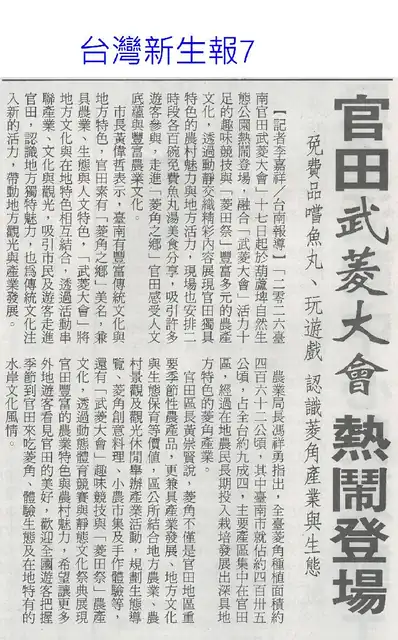 台灣新生報7
官田武菱大會 熱鬧登場
免費品嚐魚丸、玩遊戲 認識菱角產業與生態
【記者李嘉祥/台南報導】「二零二六臺
南官田武菱大會」十七日起於葫蘆埤自然生
態公園熱鬧登場,融合「武菱大會」活力十
足的趣味競技與「菱田祭」豐富多元的農產
文化,透過動靜交織精彩內容展現官田獨具
特色的農村魅力與地方活力,現場也安排二
時段各百碗免費魚丸湯美食分享,吸引許多
遊客參與,走進「菱角之鄉」官田感受人文
底蘊與豐富農業文化。
市長黃偉哲表示,臺南有豐富傳統文化與
地方特色,官田素有「菱角之鄉」美名,兼
具農業、生態與人文特色,「武菱大會」將
地方文化與在地特色相互結合,透過活動串
聯產業、文化與觀光,吸引市民及遊客走進
官田,認識地方獨特魅力,也為傳統文化注
入新的活力,帶動地方觀光與產業發展。
農業局長馮祥勇指出,全臺菱角種植面積約
四百六十二公頃,其中臺南市就佔約四百卅五
公頃,占全台約九成四,主要產區集中在官田
區,經過在地農民長期投入栽培發展出深具地
方特色的菱角產業。
官田區長黃崇賢說,菱角不僅是官田地區重
要季節性農產品,更兼具產業發展、地方文化
與生態保育等價值,區公所結合地方農業、農
村景觀及觀光休閒舉辦產業活動,規劃生態導
覽、菱角創意料理、小農市集及手作體驗等,
還有「武菱大會」趣味競技與「菱田祭」農產
文化,透過動態體育競賽與靜態文化祭典展現
官田豐富的農業特色與農村魅力,希望讓更多
外地遊客看見官田的美好,歡迎全國遊客把握
季節到官田來吃菱角、體驗生態及在地特有的
水岸文化風情。